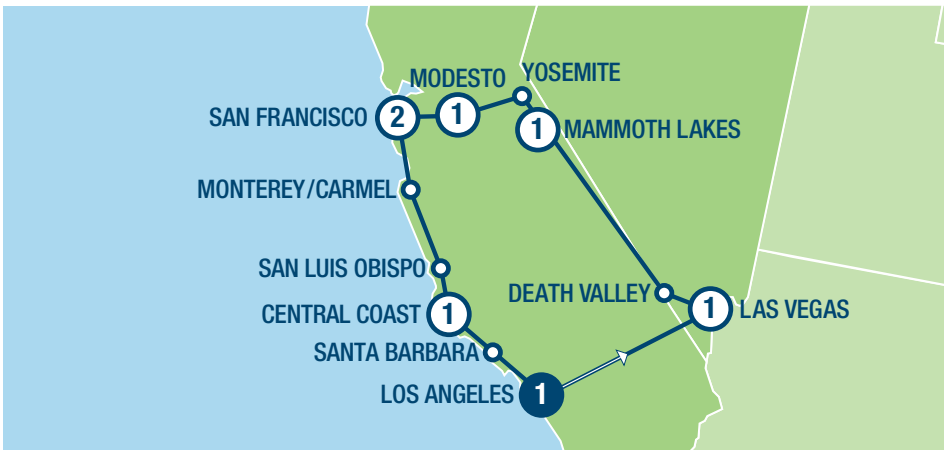 YOSEMITE
MODESTO
SAN FRANCISCO 2
1
1 MAMMOTH LAKES
MONTEREY/CARMEL
SAN LUIS OBISPO
DEATH VALLEY
CENTRAL COAST 1
1 LAS VEGAS
SANTA BARBARA
LOS ANGELES 1